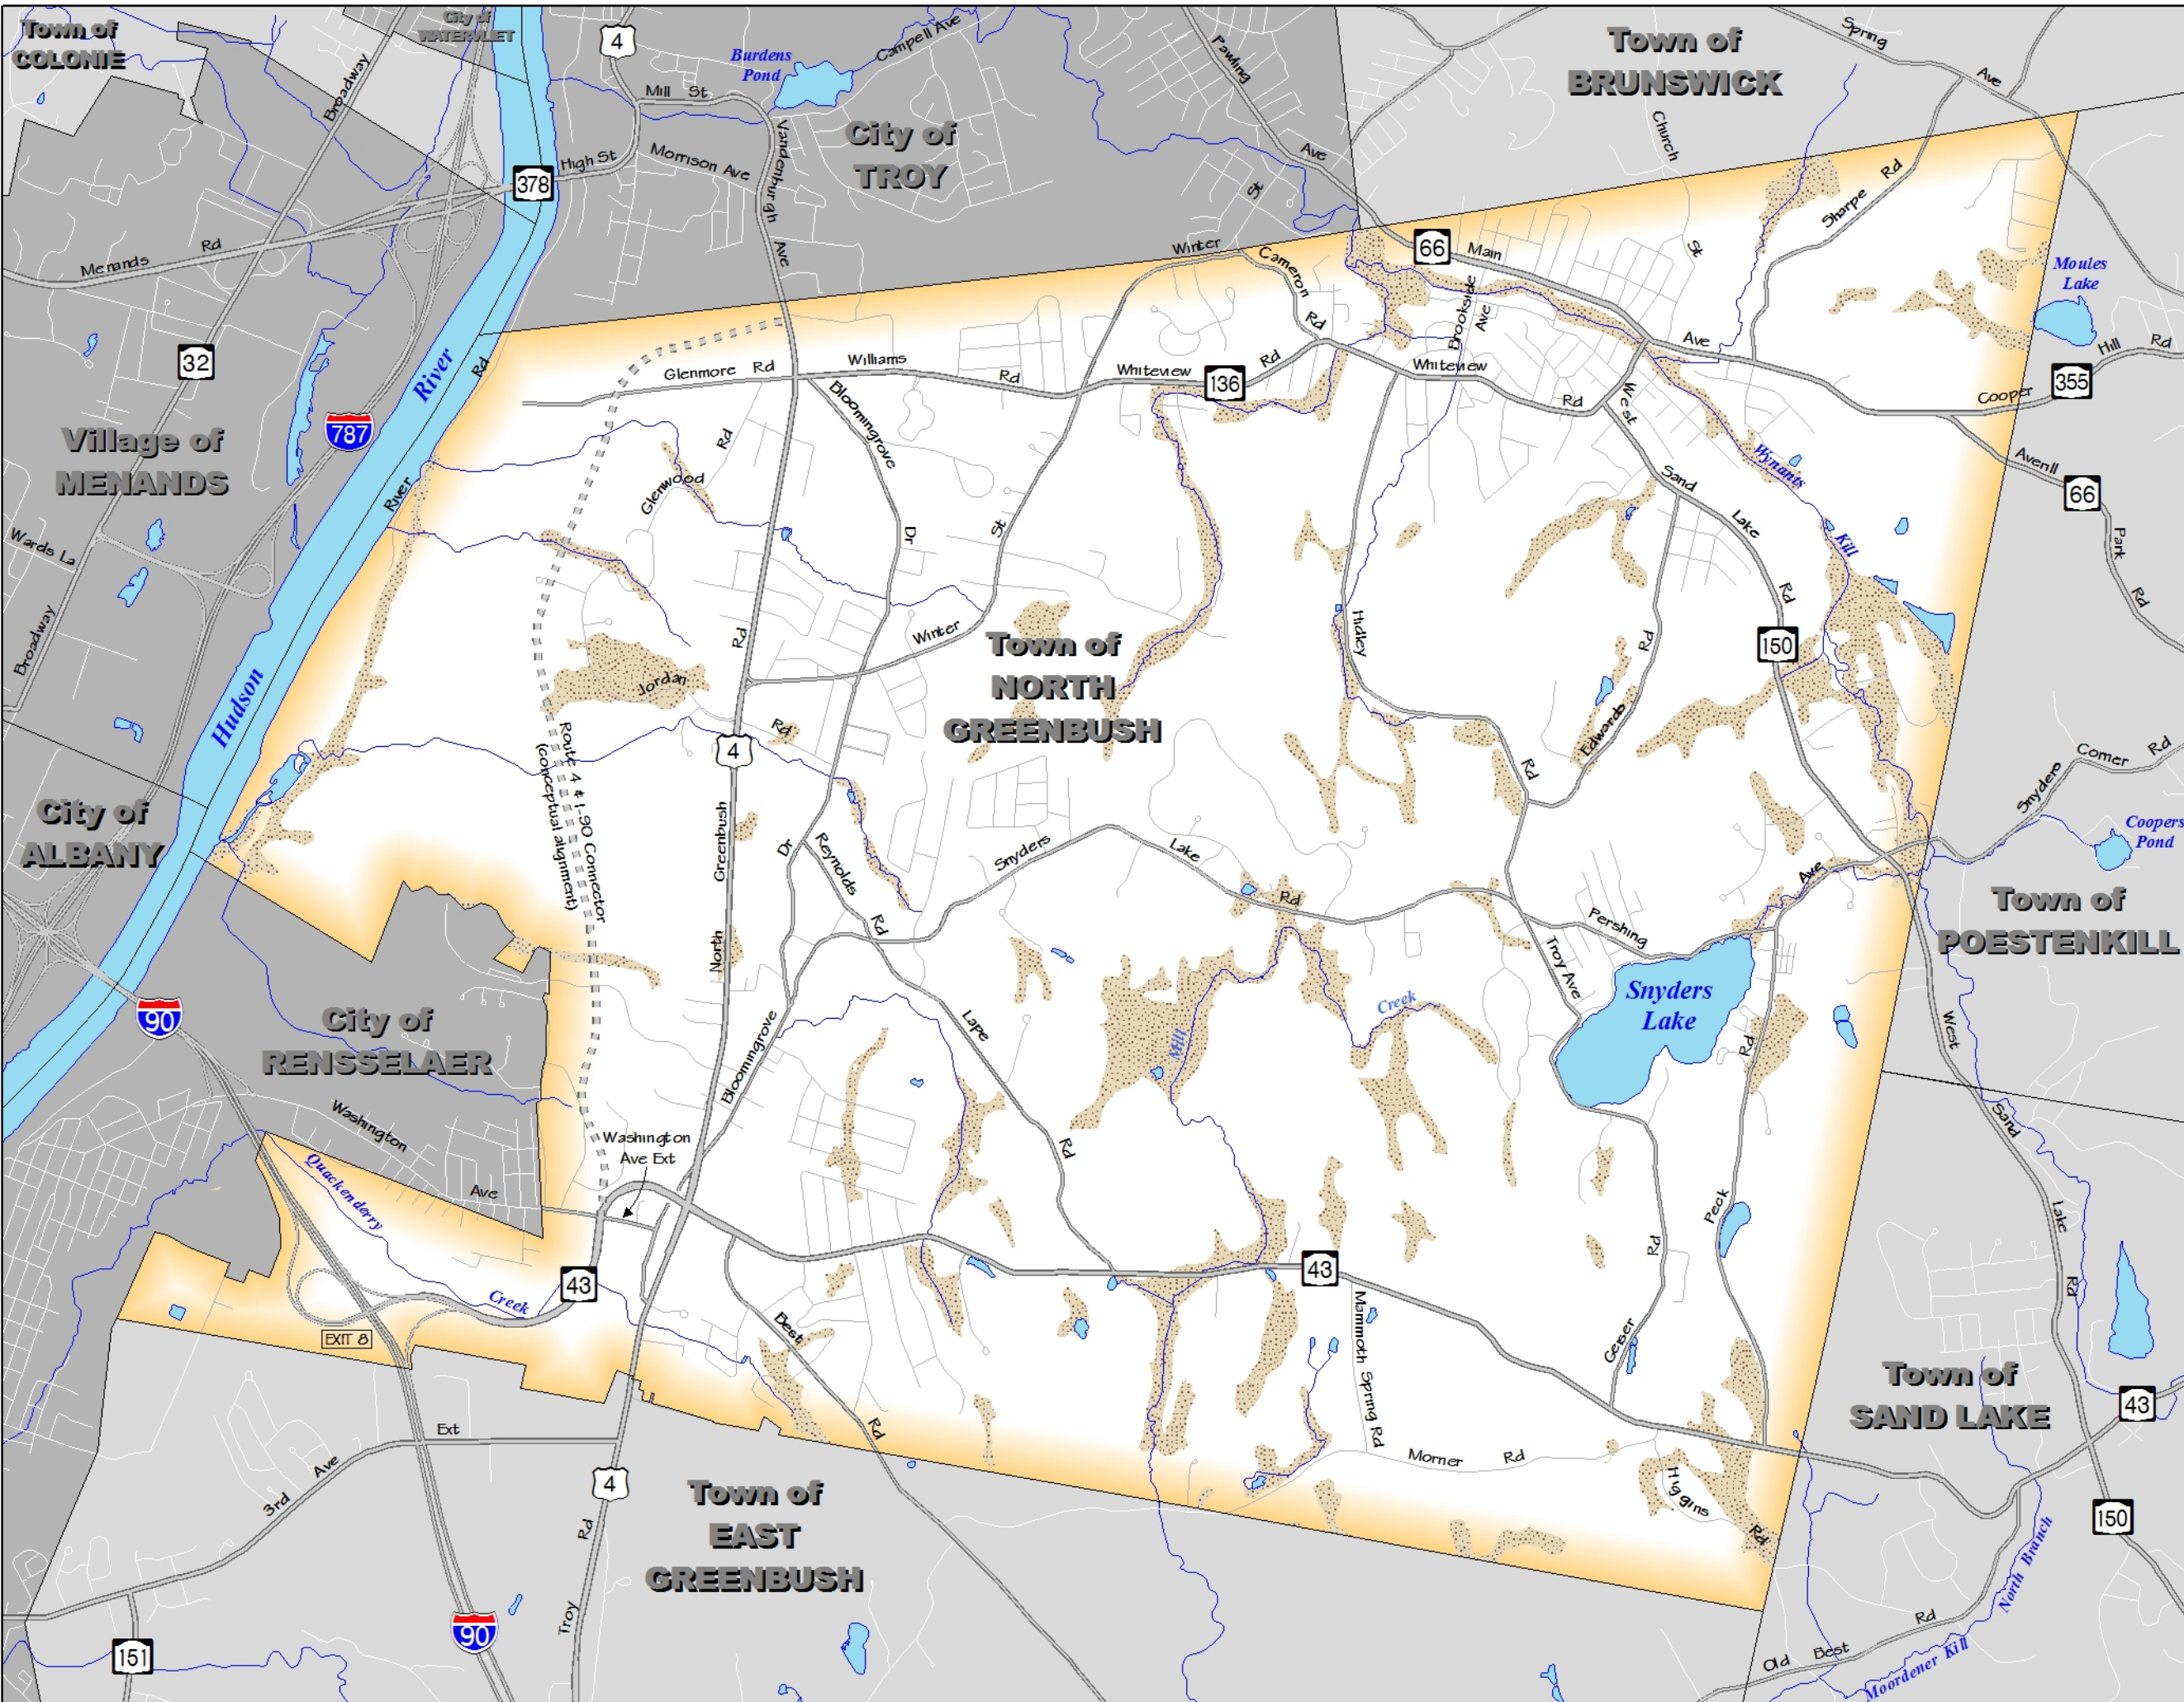 Town of
COLONIE
City of
WATERVLIET
Broadway
4
Burdens
Pond
Campell Ave
Mill St
City of
TROY
Vandenburgh
Ave
Morrison Ave
High St
378
Menands Rd
Pawling
Ave
St
Town of
BRUNSWICK
Church
St
Spring
Ave
Sharpe Rd
Moules
Lake
Hill Rd
355
Cooper
Averill
66
Park
Rd
66
Main
Ave
Winter
Cameron
Rd
Brookside
Ave
32
Village of
MENANDS
787
River
Rd
River
Wards La
Broadway
Hudson
Glenmore Rd
Williams
Rd
Whiteview
136
Rd
Whiteview
Rd
West
Sand
Lake
Rd
150
Wynants
Kill
Bloomingrove
Dr
Glenwood
Rd
St
Winter
Rd
Jordan
Rd
4
Town of
NORTH
GREENBUSH
Hidley
Rd
Edwards
Rd
Route 4 & I-90 Connector
(conceptual alignment)
Greenbush
North
Dr
Reynolds
Rd
Snyders
Lake
Rd
Pershing
Ave
Troy Ave
Snyders
Lake
Snyders
Corner Rd
Coopers
Pond
Town of
POESTENKILL
City of
ALBANY
90
City of
RENSSELAER
Washington
Ave
Quackenderry
Creek
Washington
Ave Ext
Bloomingrove
Lape
Rd
Mill
Creek
Rd
Peck
Rd
Geiser
West
Sand
Lake
Rd
43
EXIT 8
43
Best
Rd
Mammoth Spring Rd
Morner Rd
Higgins
Rd
Town of
SAND LAKE
43
150
Ext
Ave
3rd
4
Rd
Troy
90
151
Town of
EAST
GREENBUSH
North Branch
Old Best Rd
Moordener Kill